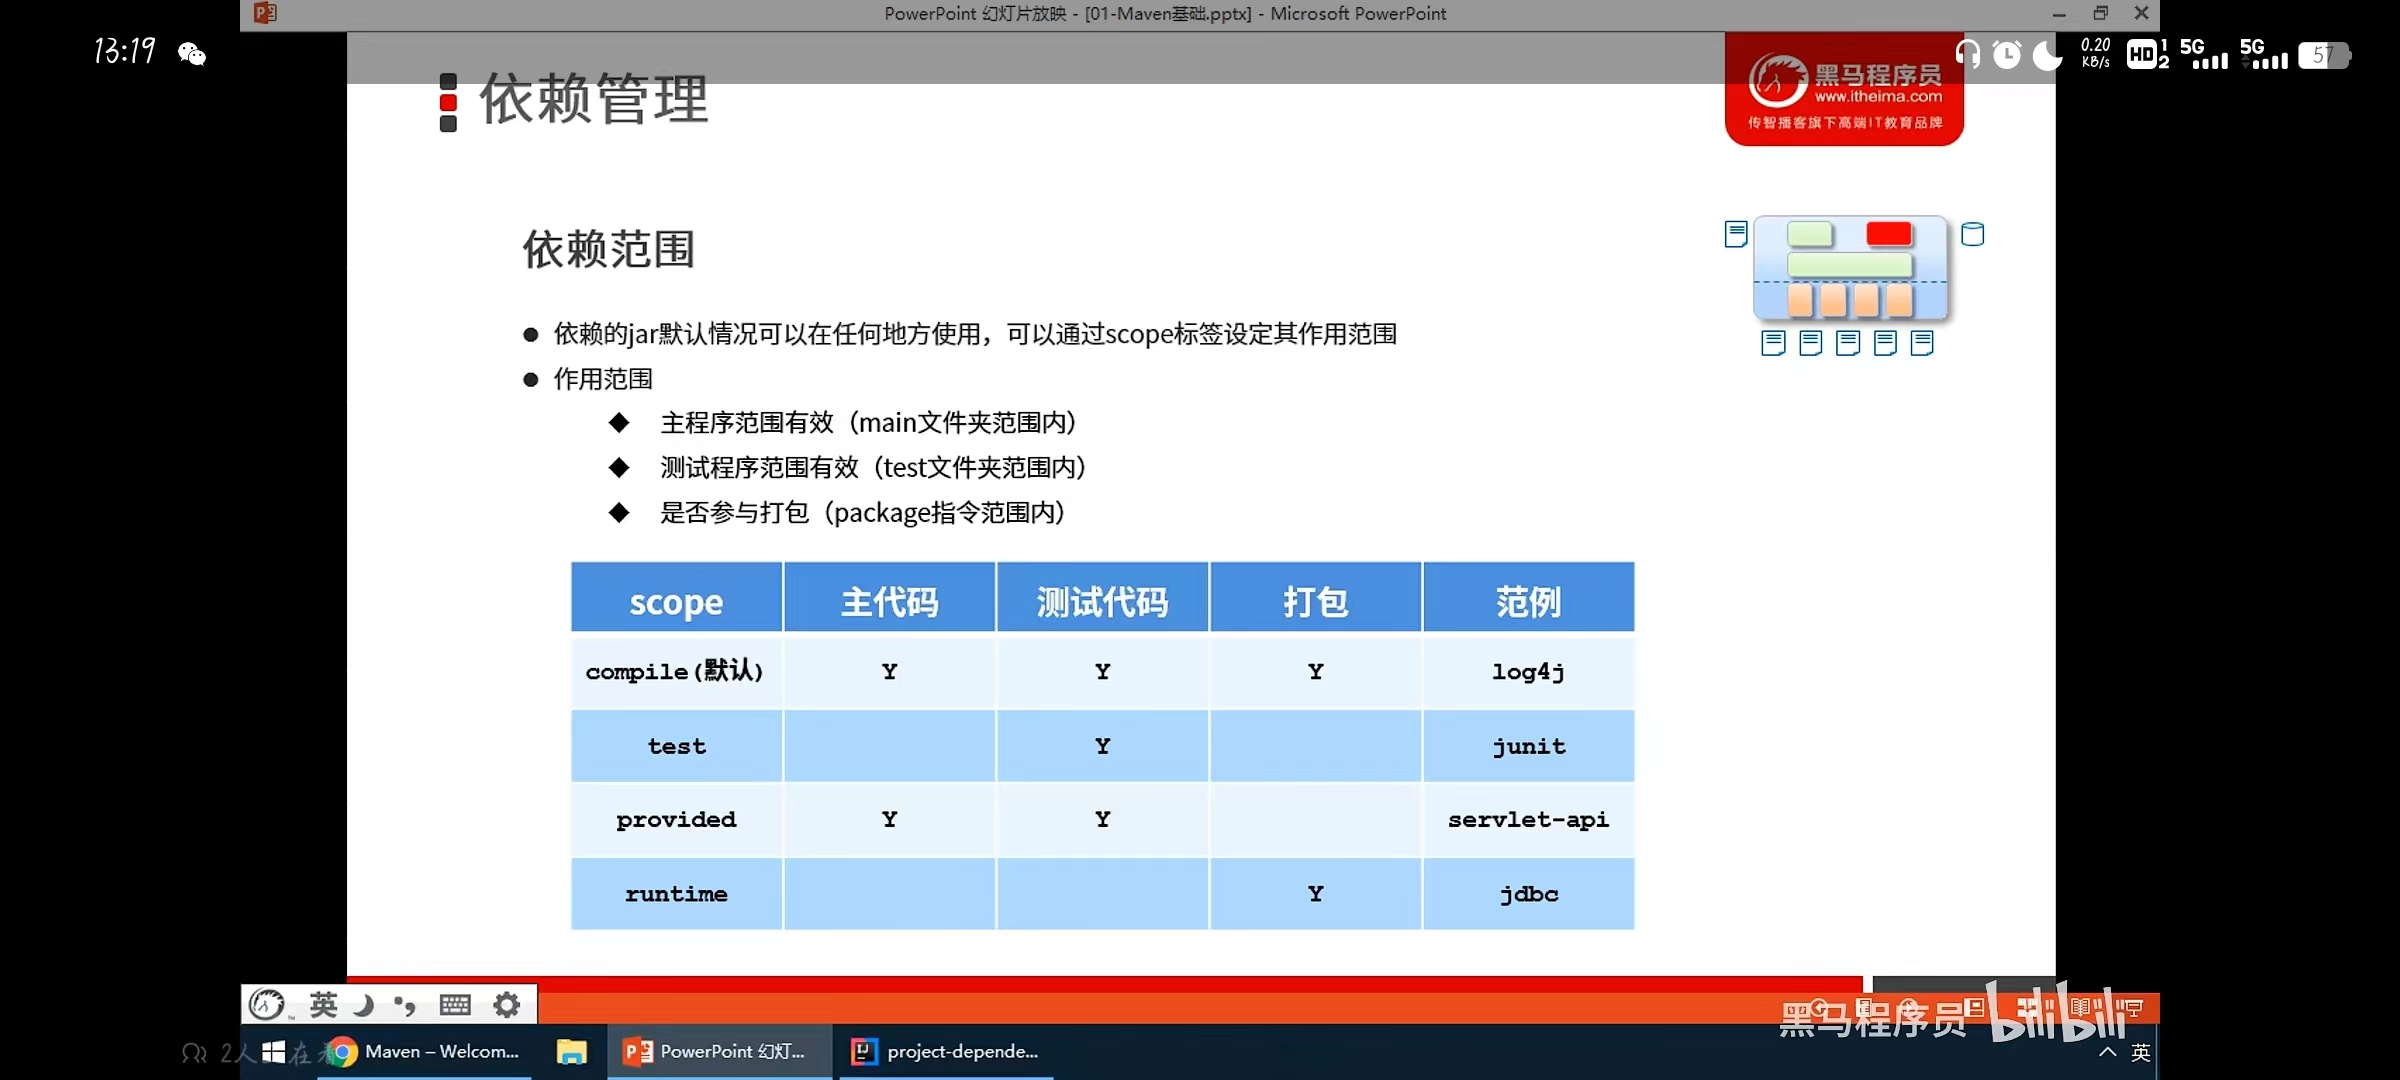 PowerPoint 幻灯片放映 - [01-Maven基础.pptx] - Microsoft PowerPoint
13:19
0.20 KB/s
HD 1 2
5G
5G
57
依赖管理
黑马程序员
www.itheima.com
传智播客旗下高端IT教育品牌
依赖范围
依赖的jar默认情况可以在任何地方使用，可以通过scope标签设定其作用范围
作用范围
主程序范围有效（main文件夹范围内）
测试程序范围有效（test文件夹范围内）
是否参与打包（package指令范围内）
scope 主代码 测试代码 打包 范例
compile(默认) Y Y Y log4j
test Y junit
provided Y Y servlet-api
runtime Y jdbc
英
黑马程序员 bilibili
2人在看
Maven – Welcom...
PowerPoint 幻灯...
project-depende...
英